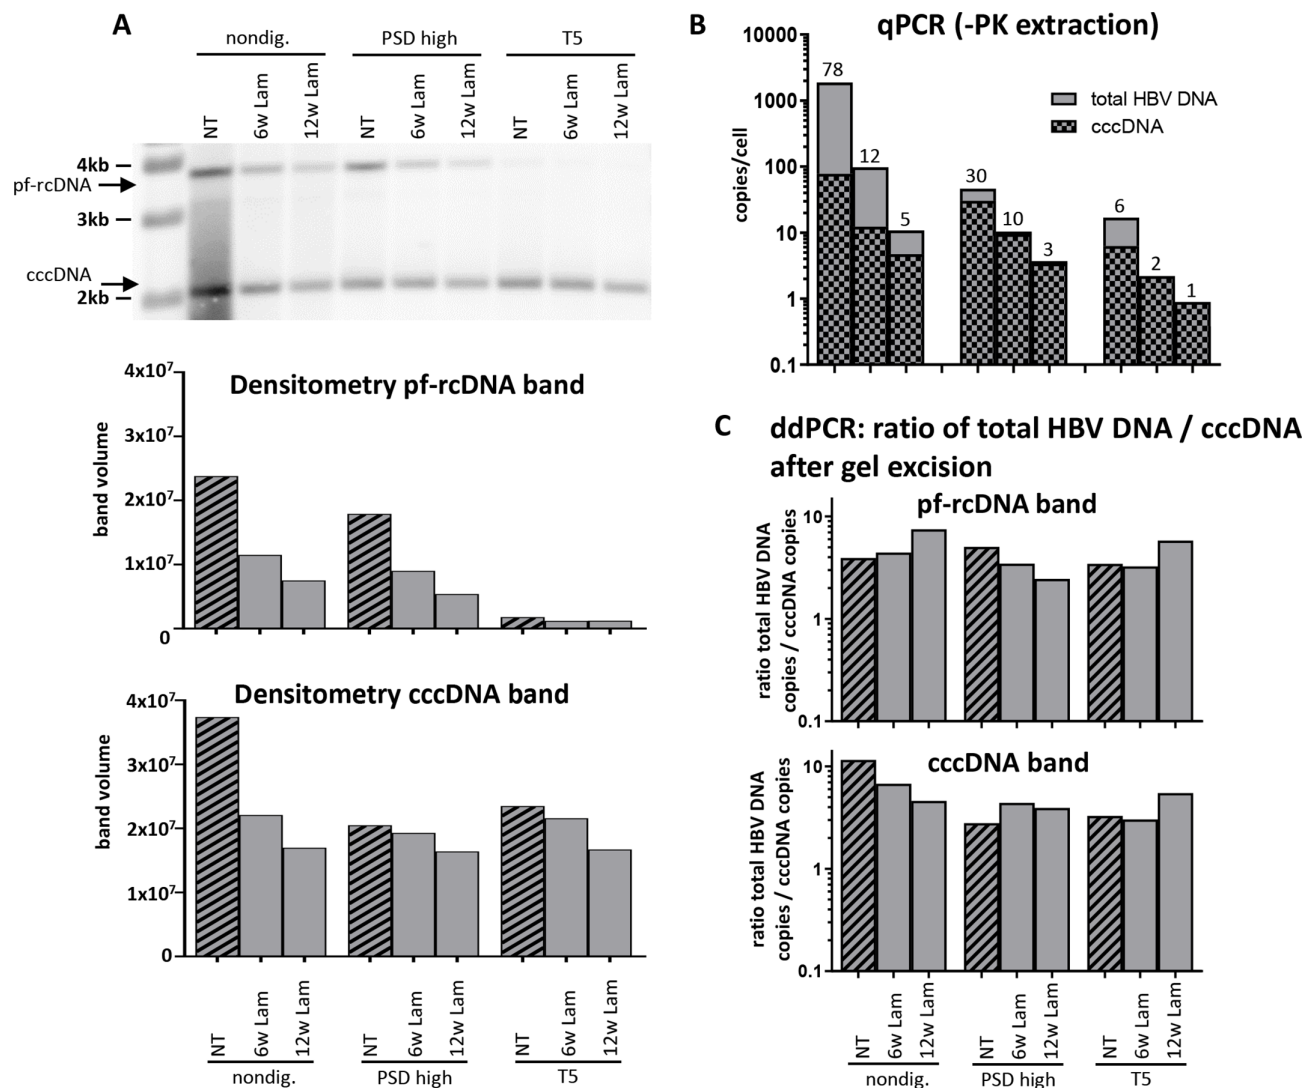 A
nondig.
PSD high
T5
NT
6w Lam
12w Lam
NT
6w Lam
12w Lam
NT
6w Lam
12w Lam
4kb
pf-rcDNA
3kb
cccDNA
2kb
Densitometry pf-rcDNA band
band volume
4x10⁷
3x10⁷
2x10⁷
1x10⁷
0
Densitometry cccDNA band
band volume
4x10⁷
3x10⁷
2x10⁷
1x10⁷
0
NT
6w Lam
12w Lam
NT
6w Lam
12w Lam
NT
6w Lam
12w Lam
nondig.
PSD high
T5
B
qPCR (-PK extraction)
copies/cell
10000
1000
100
10
1
0.1
78
12
5
30
10
3
6
2
1
total HBV DNA
cccDNA
C
ddPCR: ratio of total HBV DNA / cccDNA
after gel excision
pf-rcDNA band
ratio total HBV DNA
copies / cccDNA copies
10
1
0.1
cccDNA band
ratio total HBV DNA
copies / cccDNA copies
10
1
0.1
NT
6w Lam
12w Lam
NT
6w Lam
12w Lam
NT
6w Lam
12w Lam
nondig.
PSD high
T5